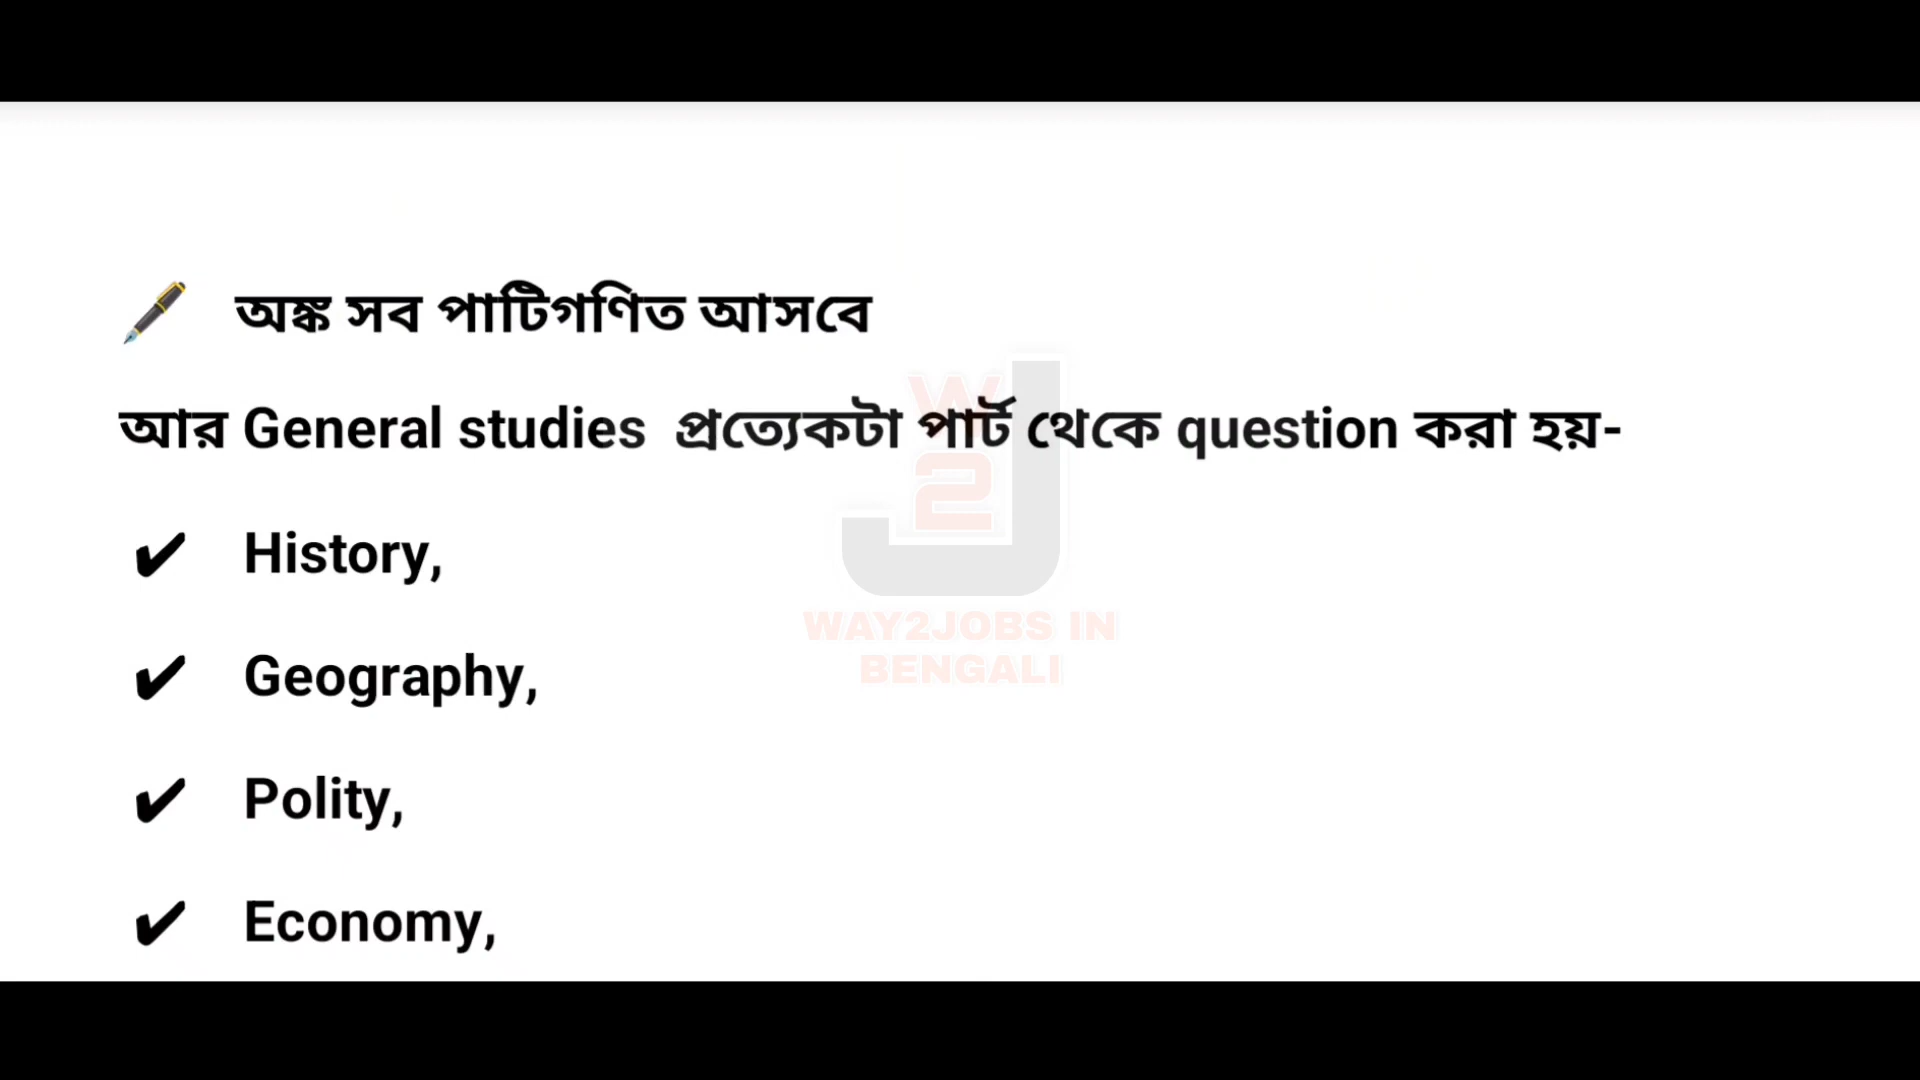 🖋️ অঙ্ক সব পাটিগণিত আসবে
আর General studies প্রত্যেকটা পার্ট থেকে question করা হয়-
✔ History,
✔ Geography,
✔ Polity,
✔ Economy,
W
2
J
WAY2JOBS IN
BENGALI